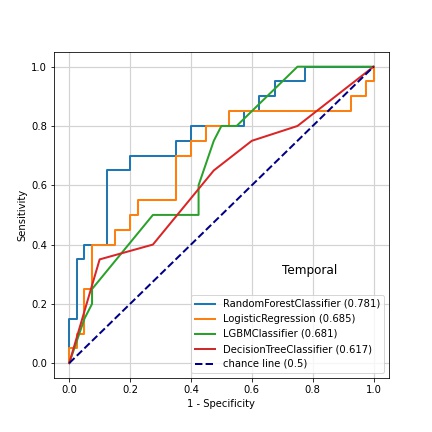 1.0
0.8
0.6
0.4
0.2
0.0
Sensitivity
Temporal
RandomForestClassifier (0.781)
LogisticRegression (0.685)
LGBMClassifier (0.681)
DecisionTreeClassifier (0.617)
chance line (0.5)
0.0 0.2 0.4 0.6 0.8 1.0
1 - Specificity